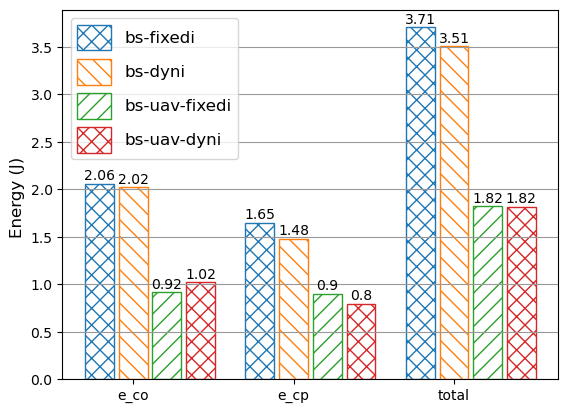 bs-fixedi
bs-dyni
bs-uav-fixedi
bs-uav-dyni
Energy (J)
3.5
3.0
2.5
2.0
1.5
1.0
0.5
0.0
2.06
2.02
0.92
1.02
1.65
1.48
0.9
0.8
3.71
3.51
1.82
1.82
e_co
e_cp
total